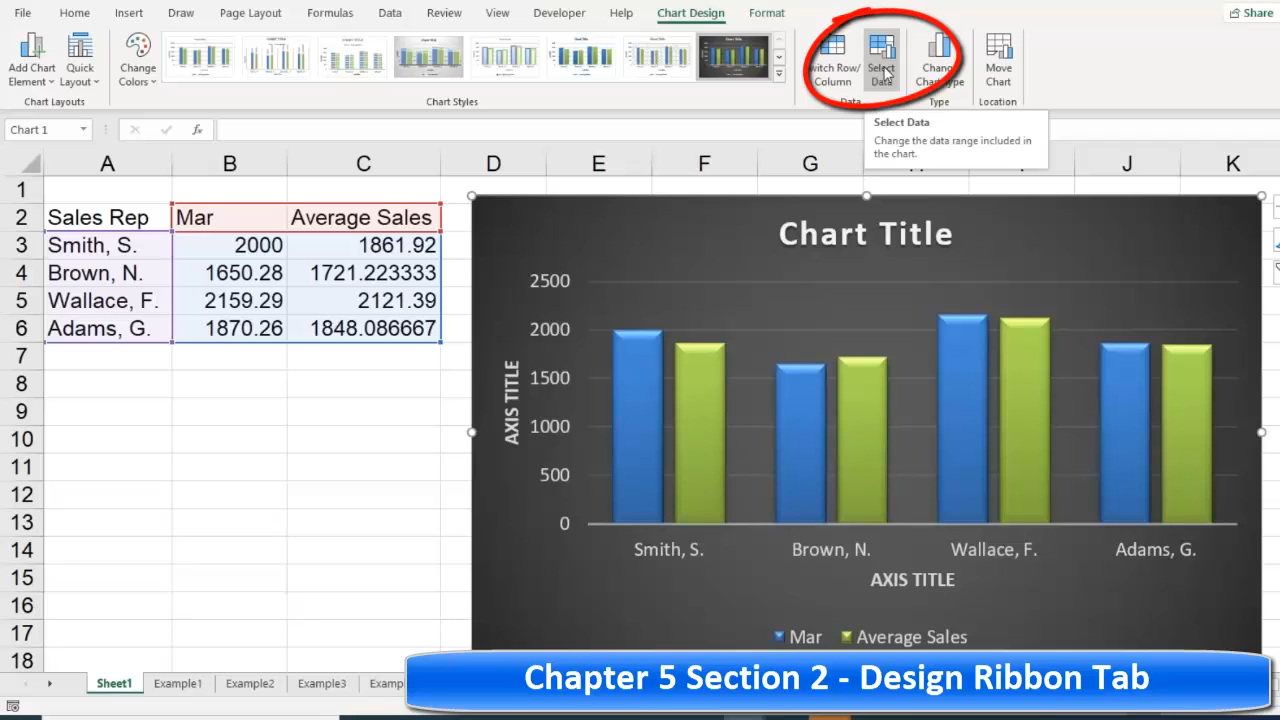 File Home Insert Draw Page Layout Formulas Data Review View Developer Help Chart Design Format Share
Add Chart Element
Quick Layout
Change Colors
Switch Row/ Column
Select Data
Change Chart Type
Move Chart
Chart Layouts Chart Styles Data Type Location
Select Data
Change the data range included in
the chart.
Chart 1 fx
A B C D E F G H I J K
1
2 Sales Rep Mar Average Sales
3 Smith, S. 2000 1861.92
4 Brown, N. 1650.28 1721.223333
5 Wallace, F. 2159.29 2121.39
6 Adams, G. 1870.26 1848.086667
7
8
9
10
11
12
13
14
15
16
17
18
Chart Title
2500
2000
1500
1000
500
0
AXIS TITLE
Smith, S. Brown, N. Wallace, F. Adams, G.
AXIS TITLE
Mar Average Sales
Sheet1 Example1 Example2 Example3 Examp
Chapter 5 Section 2 - Design Ribbon Tab